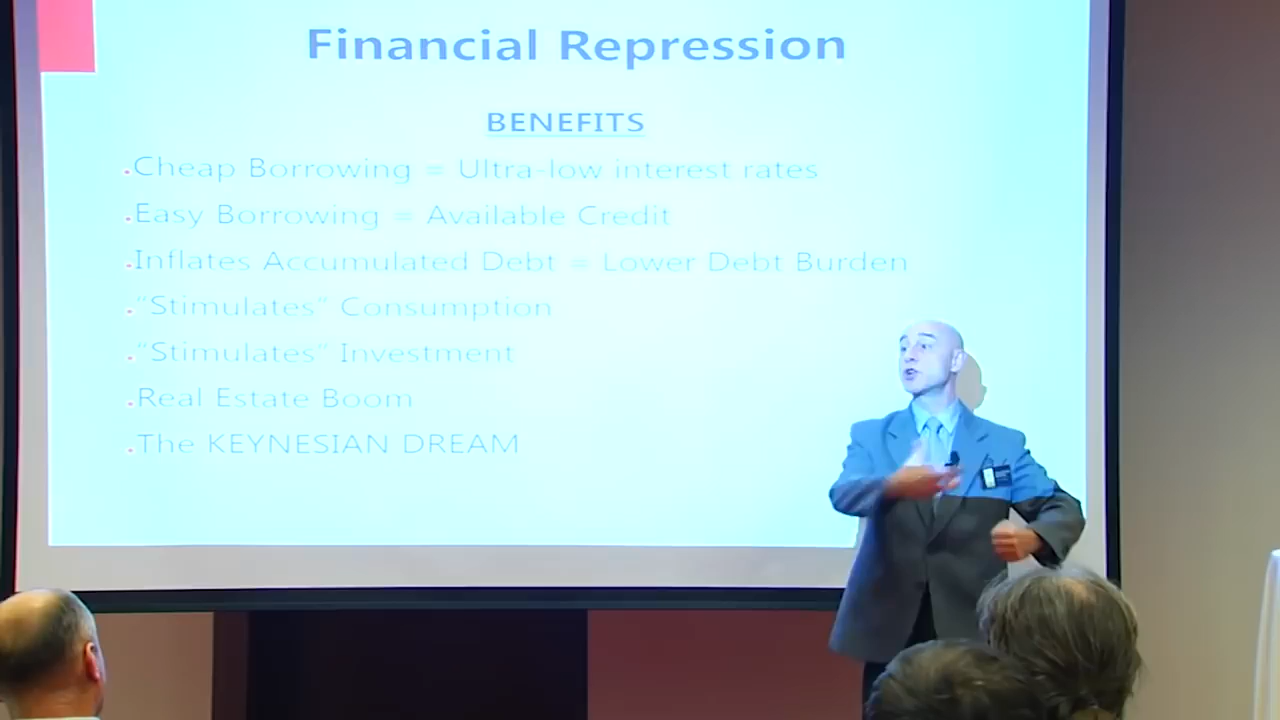 Financial Repression
BENEFITS
.Cheap Borrowing = Ultra-low interest rates
.Easy Borrowing = Available Credit
.Inflates Accumulated Debt = Lower Debt Burden
."Stimulates" Consumption
."Stimulates" Investment
.Real Estate Boom
.The KEYNESIAN DREAM